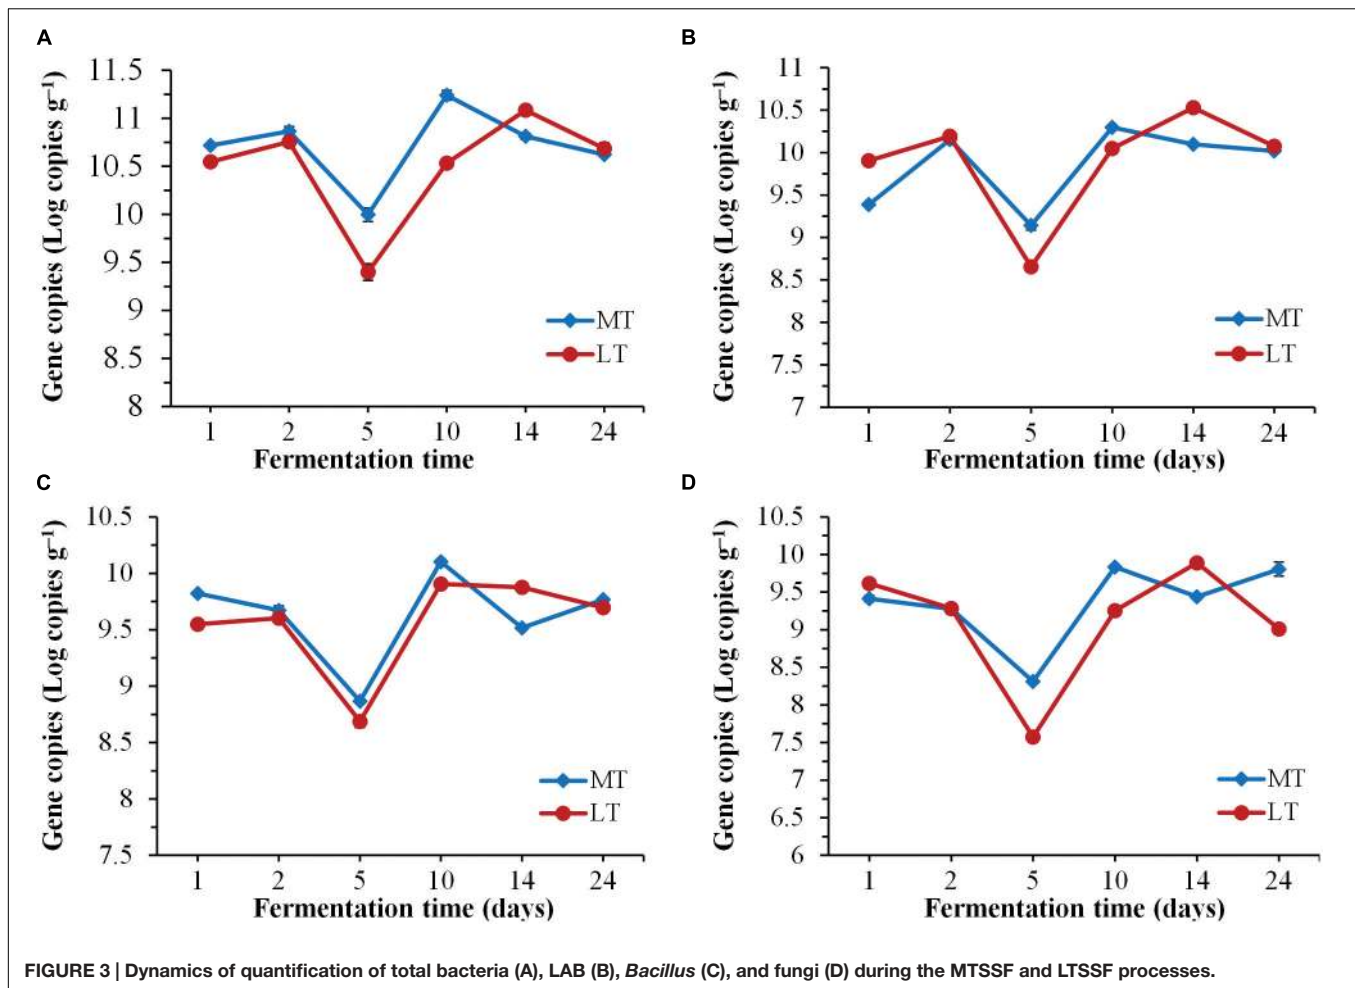 A
Gene copies (Log copies g⁻¹)
11.5
11
10.5
10
9.5
9
8.5
8
MT
LT
1 2 5 10 14 24
Fermentation time
B
Gene copies (Log copies g⁻¹)
11
10.5
10
9.5
9
8.5
8
7.5
7
MT
LT
1 2 5 10 14 24
Fermentation time (days)
C
Gene copies (Log copies g⁻¹)
10.5
10
9.5
9
8.5
8
7.5
MT
LT
1 2 5 10 14 24
Fermentation time (days)
D
Gene copies (Log copies g⁻¹)
10.5
10
9.5
9
8.5
8
7.5
7
6.5
6
MT
LT
1 2 5 10 14 24
Fermentation time (days)
FIGURE 3 | Dynamics of quantification of total bacteria (A), LAB (B), Bacillus (C), and fungi (D) during the MTSSF and LTSSF processes.